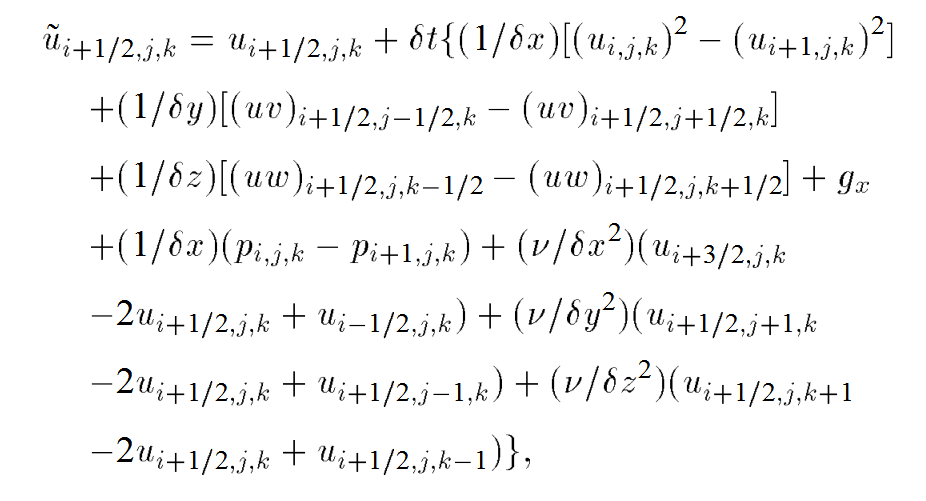 ũ_{i+1/2,j,k} = u_{i+1/2,j,k} + δt{(1/δx)[(u_{i,j,k})^2 − (u_{i+1,j,k})^2]
+(1/δy)[(uv)_{i+1/2,j−1/2,k} − (uv)_{i+1/2,j+1/2,k}]
+(1/δz)[(uw)_{i+1/2,j,k−1/2} − (uw)_{i+1/2,j,k+1/2}] + g_x
+(1/δx)(p_{i,j,k} − p_{i+1,j,k}) + (ν/δx^2)(u_{i+3/2,j,k}
−2u_{i+1/2,j,k} + u_{i−1/2,j,k}) + (ν/δy^2)(u_{i+1/2,j+1,k}
−2u_{i+1/2,j,k} + u_{i+1/2,j−1,k}) + (ν/δz^2)(u_{i+1/2,j,k+1}
−2u_{i+1/2,j,k} + u_{i+1/2,j,k−1})},